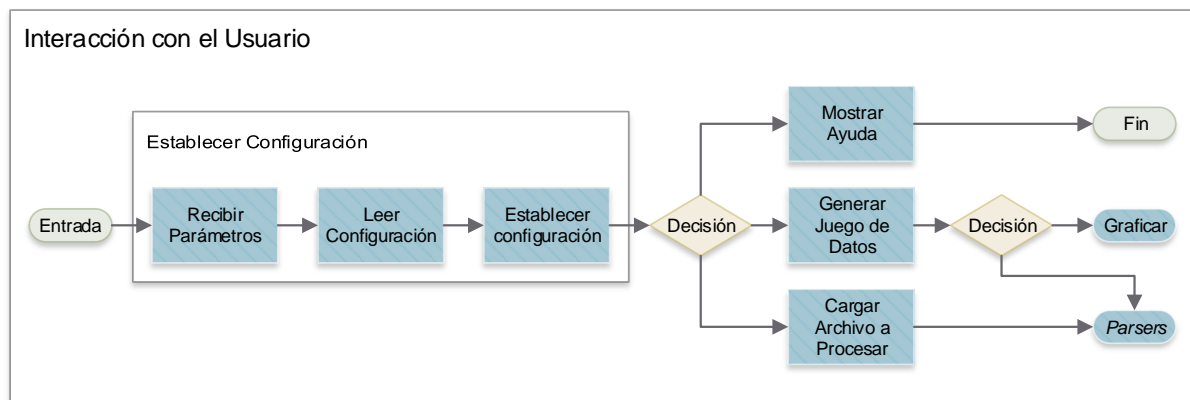 Interacción con el Usuario
Establecer Configuración
Entrada
Recibir
Parámetros
Leer
Configuración
Establecer
configuración
Decisión
Mostrar
Ayuda
Fin
Generar
Juego de
Datos
Decisión
Graficar
Cargar
Archivo a
Procesar
Parsers